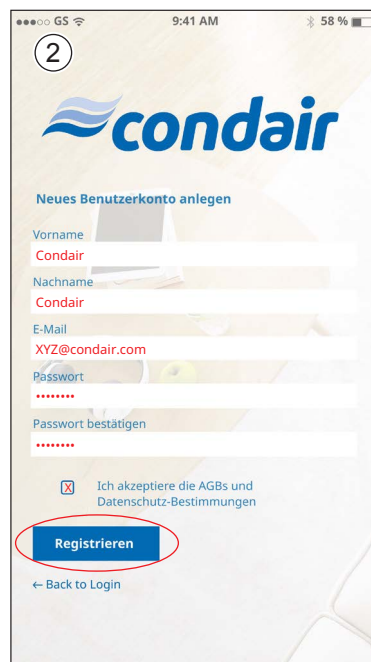 ●●●○○ GS 9:41 AM 58 %
2
condair
Neues Benutzerkonto anlegen
Vorname
Condair
Nachname
Condair
E-Mail
XYZ@condair.com
Passwort
••••••••
Passwort bestätigen
••••••••
X Ich akzeptiere die AGBs und
Datenschutz-Bestimmungen
Registrieren
← Back to Login